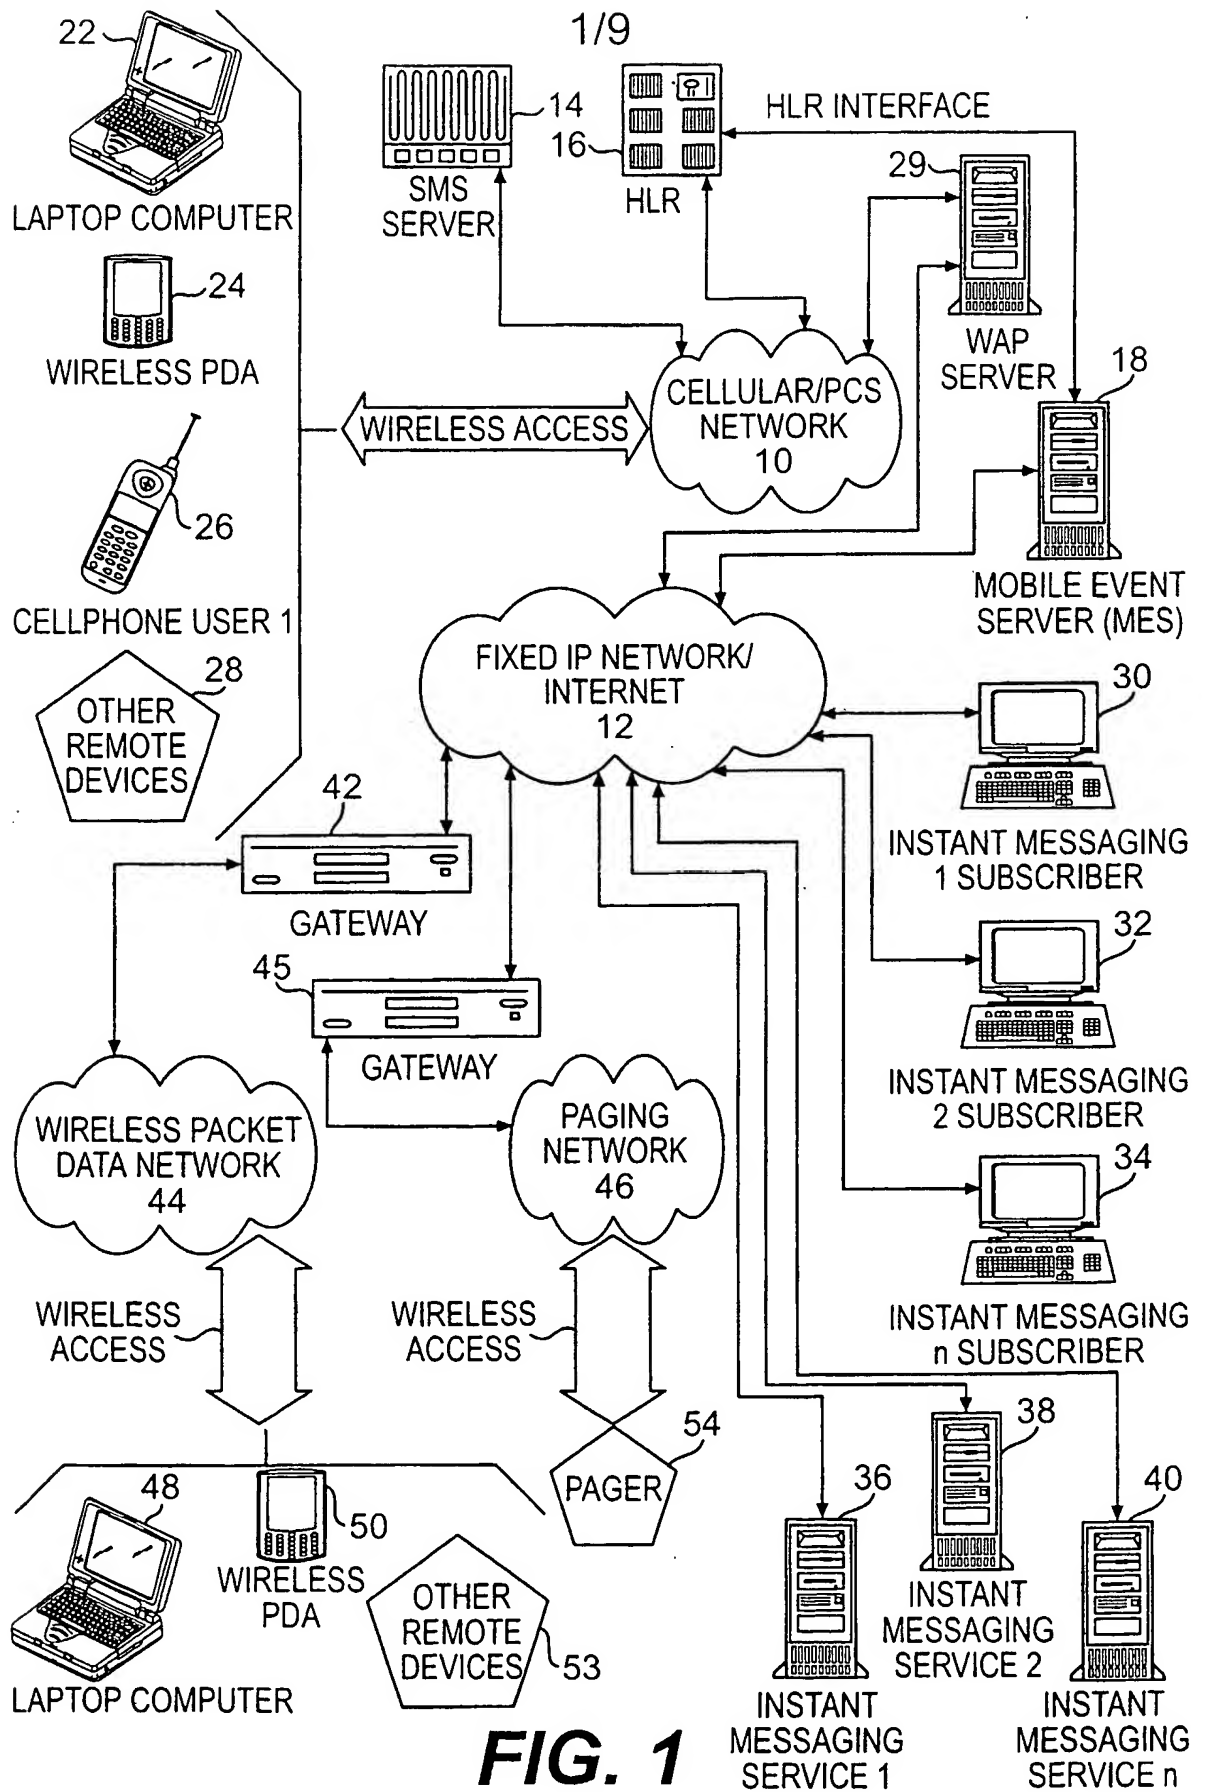 1/9
22
LAPTOP COMPUTER
24
WIRELESS PDA
26
CELLPHONE USER 1
28
OTHER
REMOTE
DEVICES
14
SMS
SERVER
16
HLR
HLR INTERFACE
29
WAP
SERVER
18
MOBILE EVENT
SERVER (MES)
WIRELESS ACCESS
CELLULAR/PCS
NETWORK
10
FIXED IP NETWORK/
INTERNET
12
30
INSTANT MESSAGING
1 SUBSCRIBER
32
INSTANT MESSAGING
2 SUBSCRIBER
34
INSTANT MESSAGING
n SUBSCRIBER
42
GATEWAY
45
GATEWAY
WIRELESS PACKET
DATA NETWORK
44
PAGING
NETWORK
46
WIRELESS
ACCESS
WIRELESS
ACCESS
48
LAPTOP COMPUTER
50
WIRELESS
PDA
OTHER
REMOTE
DEVICES
53
54
PAGER
36
INSTANT
MESSAGING
SERVICE 1
38
INSTANT
MESSAGING
SERVICE 2
40
INSTANT
MESSAGING
SERVICE n
FIG. 1